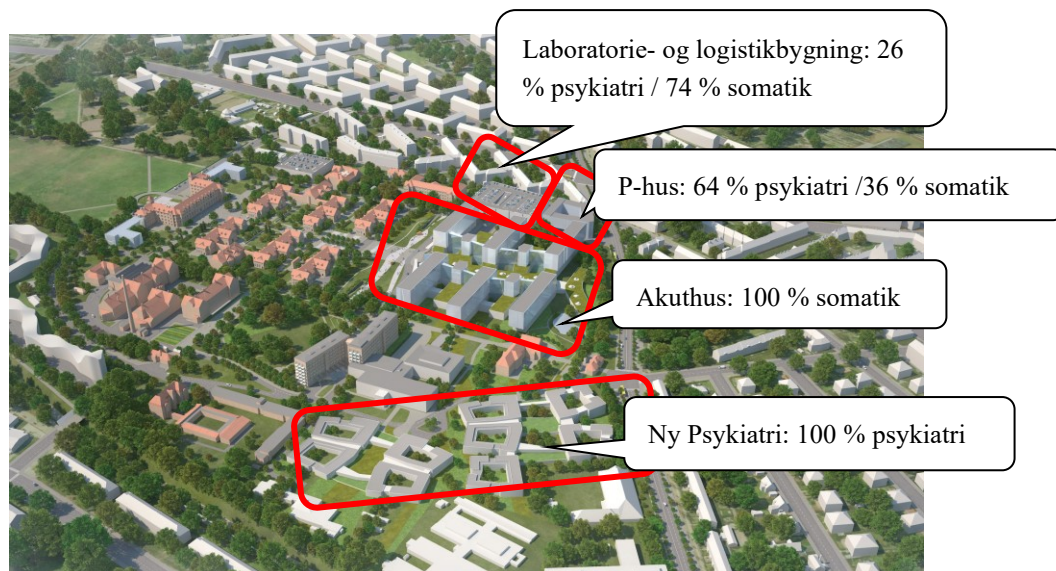 Laboratorie- og logistikbygning: 26
% psykiatri / 74 % somatik
P-hus: 64 % psykiatri /36 % somatik
Akuthus: 100 % somatik
Ny Psykiatri: 100 % psykiatri